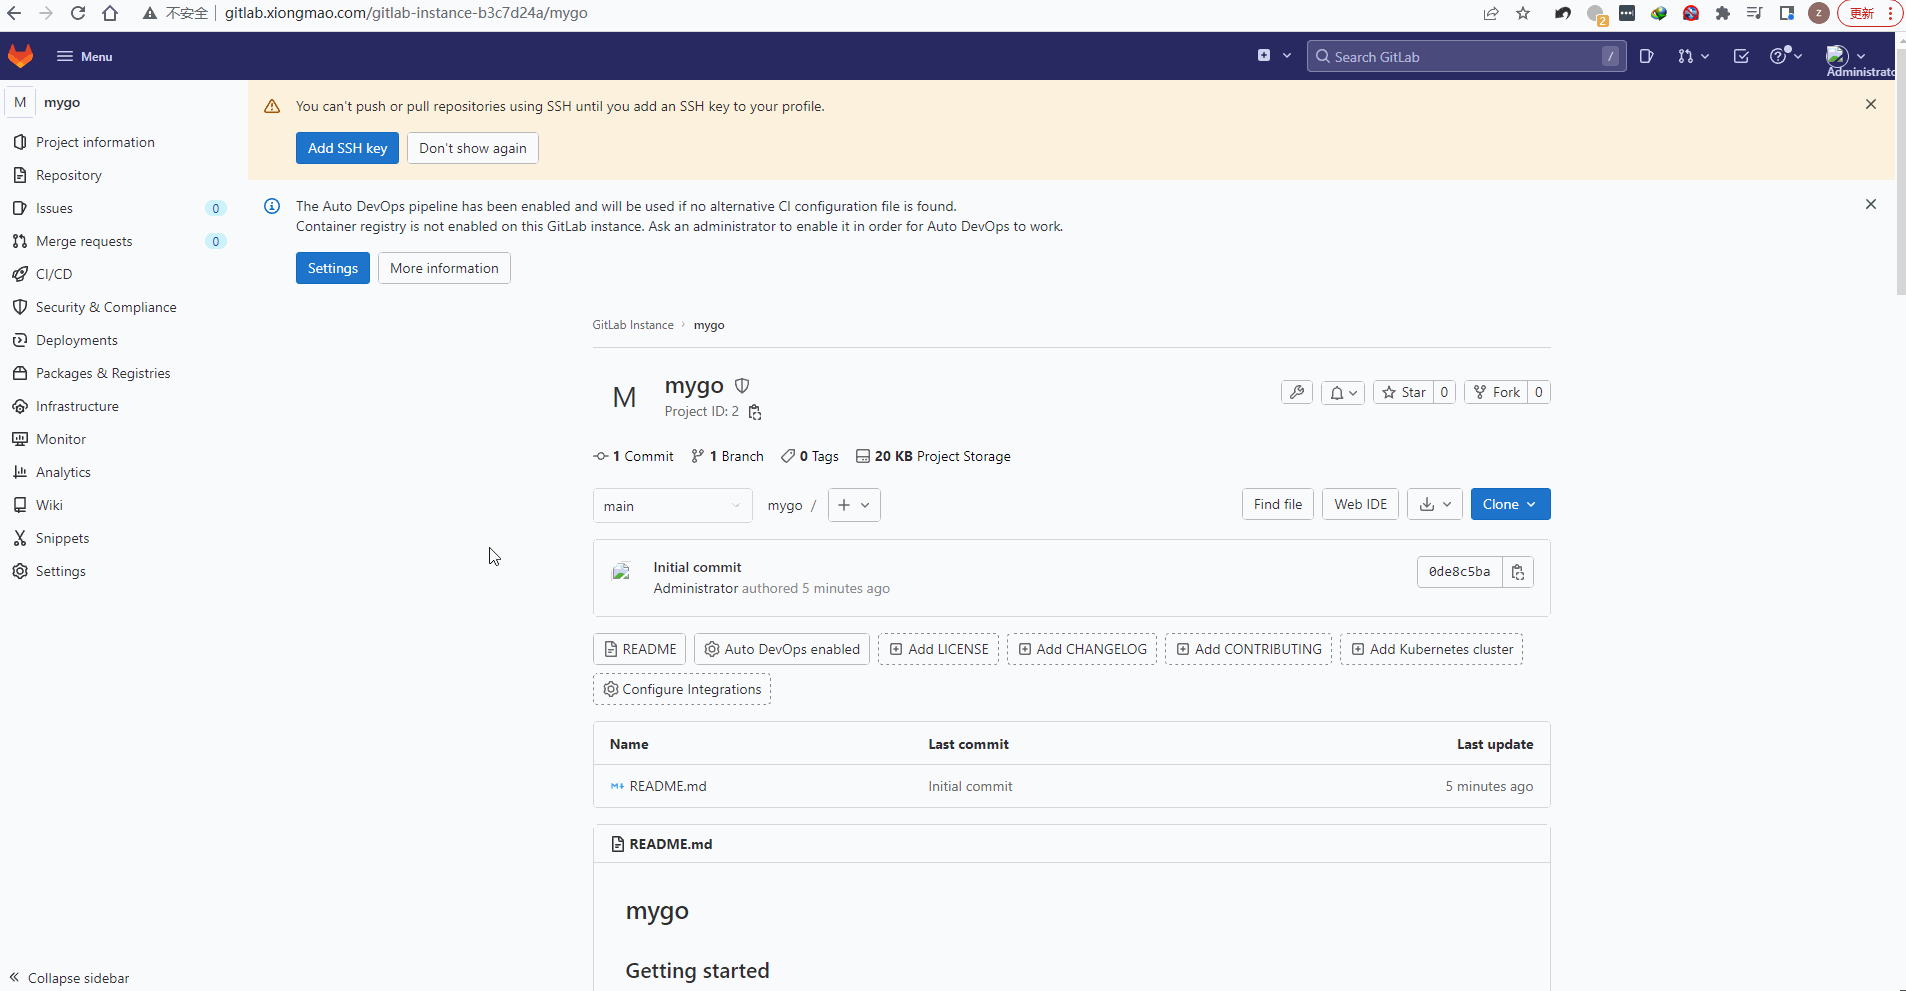 不安全 gitlab.xiongmao.com/gitlab-instance-b3c7d24a/mygo
2
z
更新
Menu
Search GitLab /
Administrato
M mygo
Project information
Repository
Issues 0
Merge requests 0
CI/CD
Security & Compliance
Deployments
Packages & Registries
Infrastructure
Monitor
Analytics
Wiki
Snippets
Settings
Collapse sidebar
You can't push or pull repositories using SSH until you add an SSH key to your profile.
Add SSH key Don't show again
The Auto DevOps pipeline has been enabled and will be used if no alternative CI configuration file is found.
Container registry is not enabled on this GitLab instance. Ask an administrator to enable it in order for Auto DevOps to work.
Settings More information
GitLab Instance › mygo
M mygo
Project ID: 2
Star 0 Fork 0
1 Commit 1 Branch 0 Tags 20 KB Project Storage
main mygo / + Find file Web IDE Clone
Initial commit
Administrator authored 5 minutes ago
0de8c5ba
README Auto DevOps enabled Add LICENSE Add CHANGELOG Add CONTRIBUTING Add Kubernetes cluster
Configure Integrations
Name Last commit Last update
README.md Initial commit 5 minutes ago
README.md
mygo
Getting started